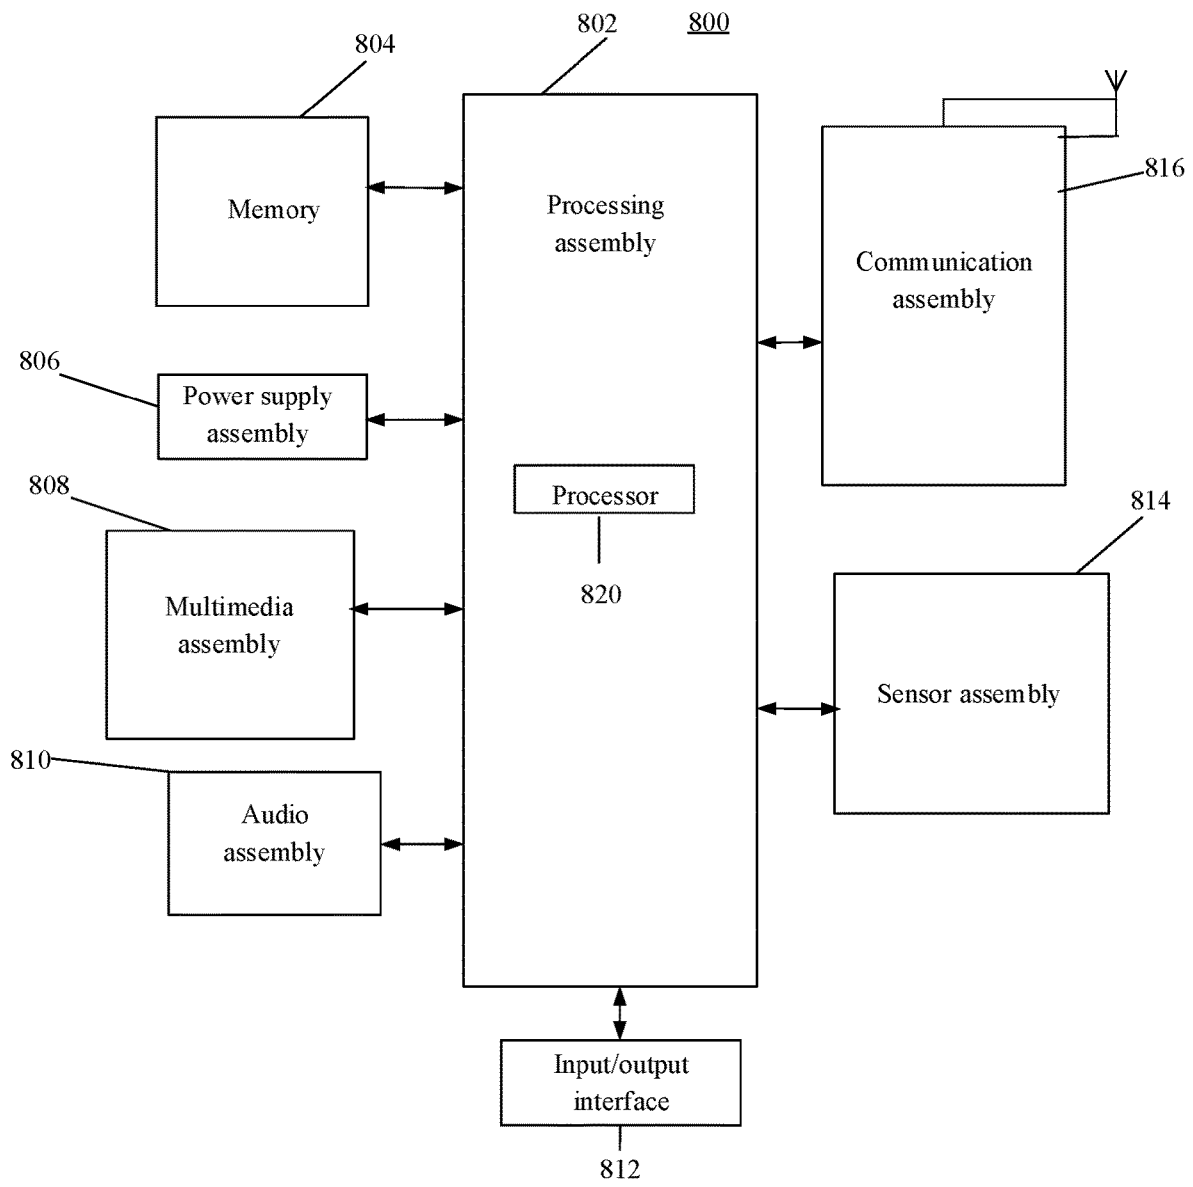 802
800
804
Memory
Processing
assembly
816
Communication
assembly
806
Power supply
assembly
808
Processor
820
814
Multimedia
assembly
Sensor assembly
810
Audio
assembly
Input/output
interface
812